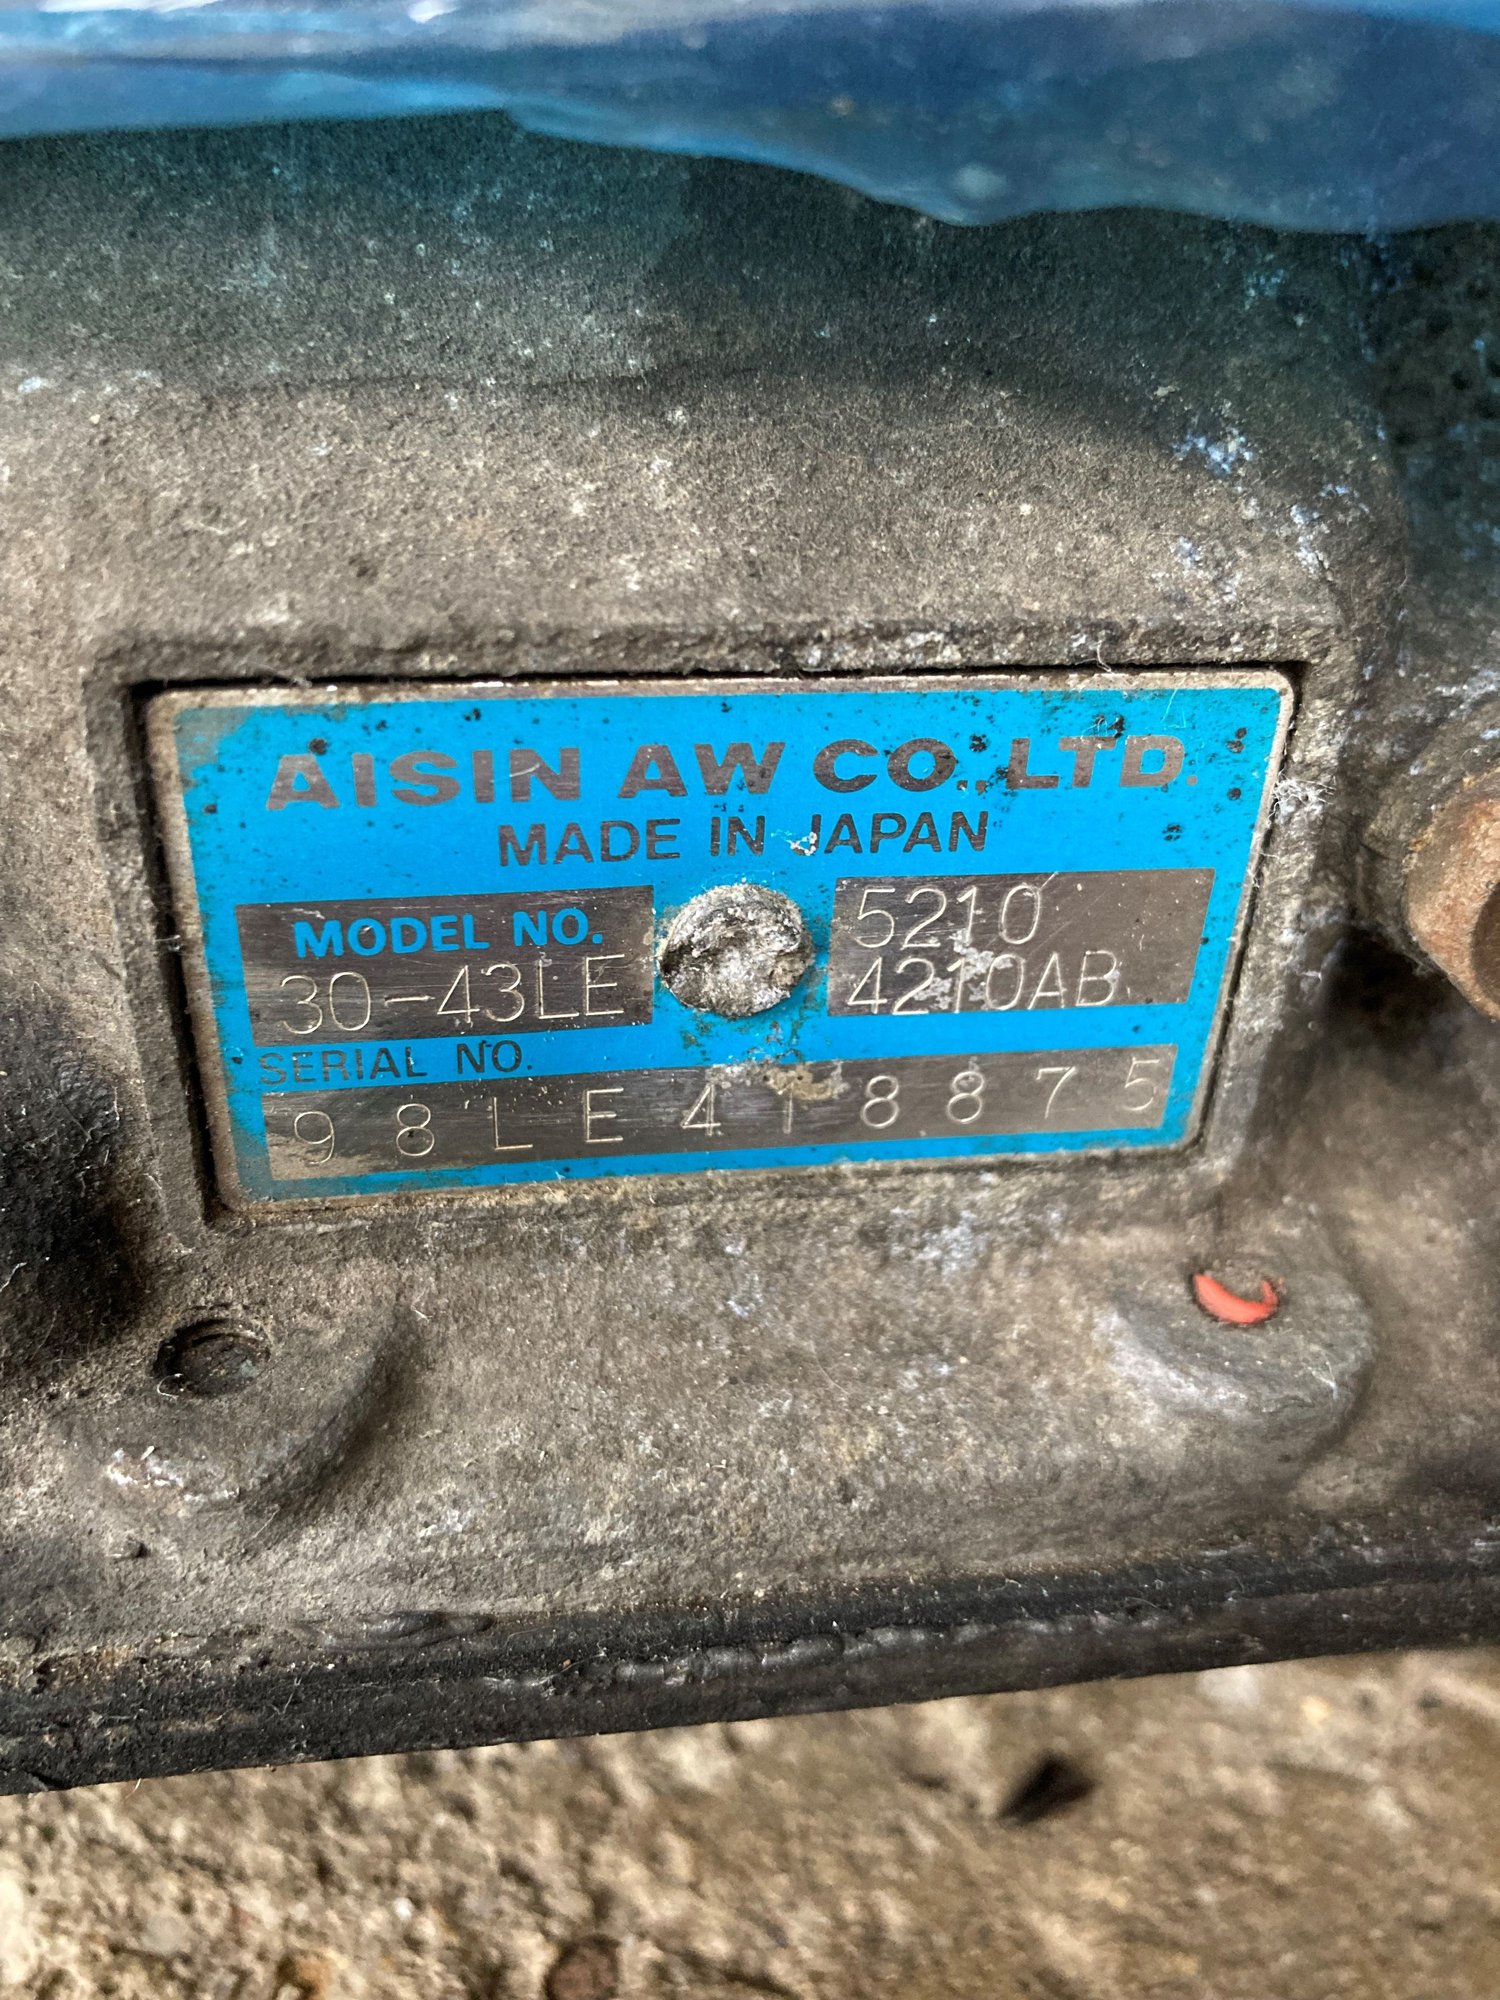 AISIN AW CO., LTD.
MADE IN JAPAN
MODEL NO.
30-43LE
5210
4210AB
SERIAL NO.
98LE418875